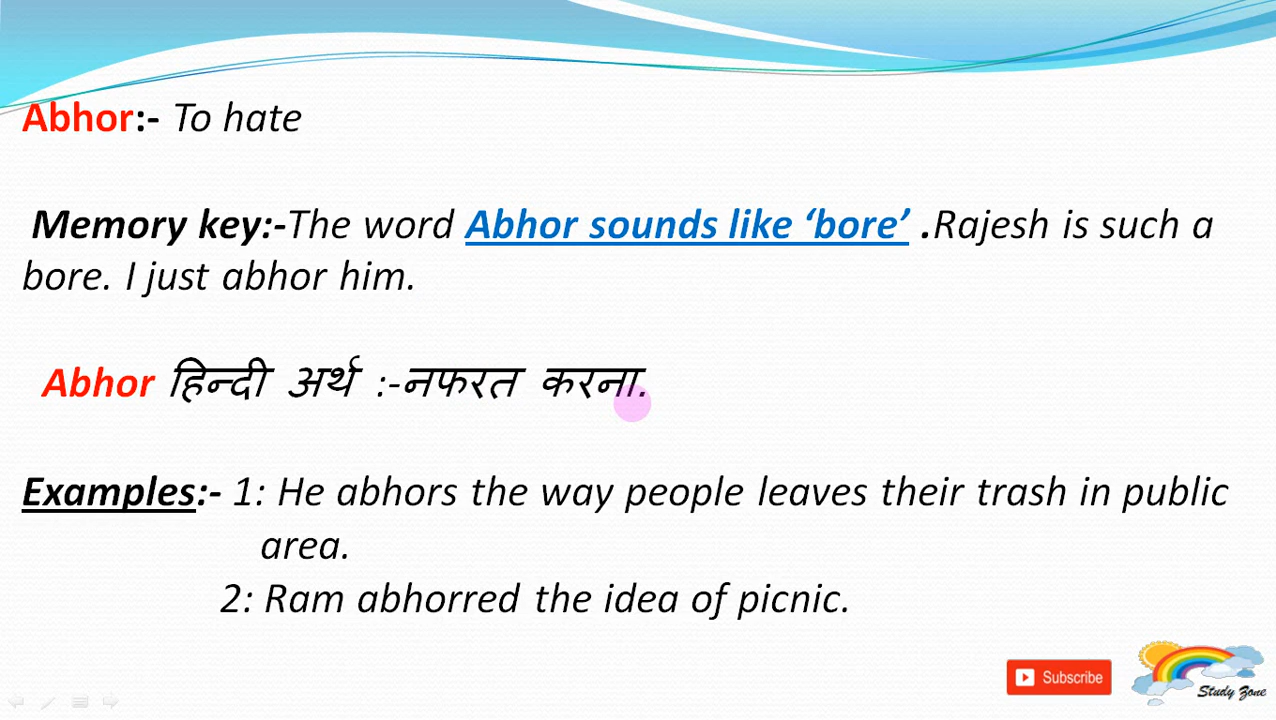 Abhor:- To hate
Memory key:-The word Abhor sounds like ‘bore’ .Rajesh is such a
bore. I just abhor him.
Abhor हिन्दी अर्थ :-नफरत करना.
Examples:- 1: He abhors the way people leaves their trash in public
area.
2: Ram abhorred the idea of picnic.
Subscribe
Study Zone